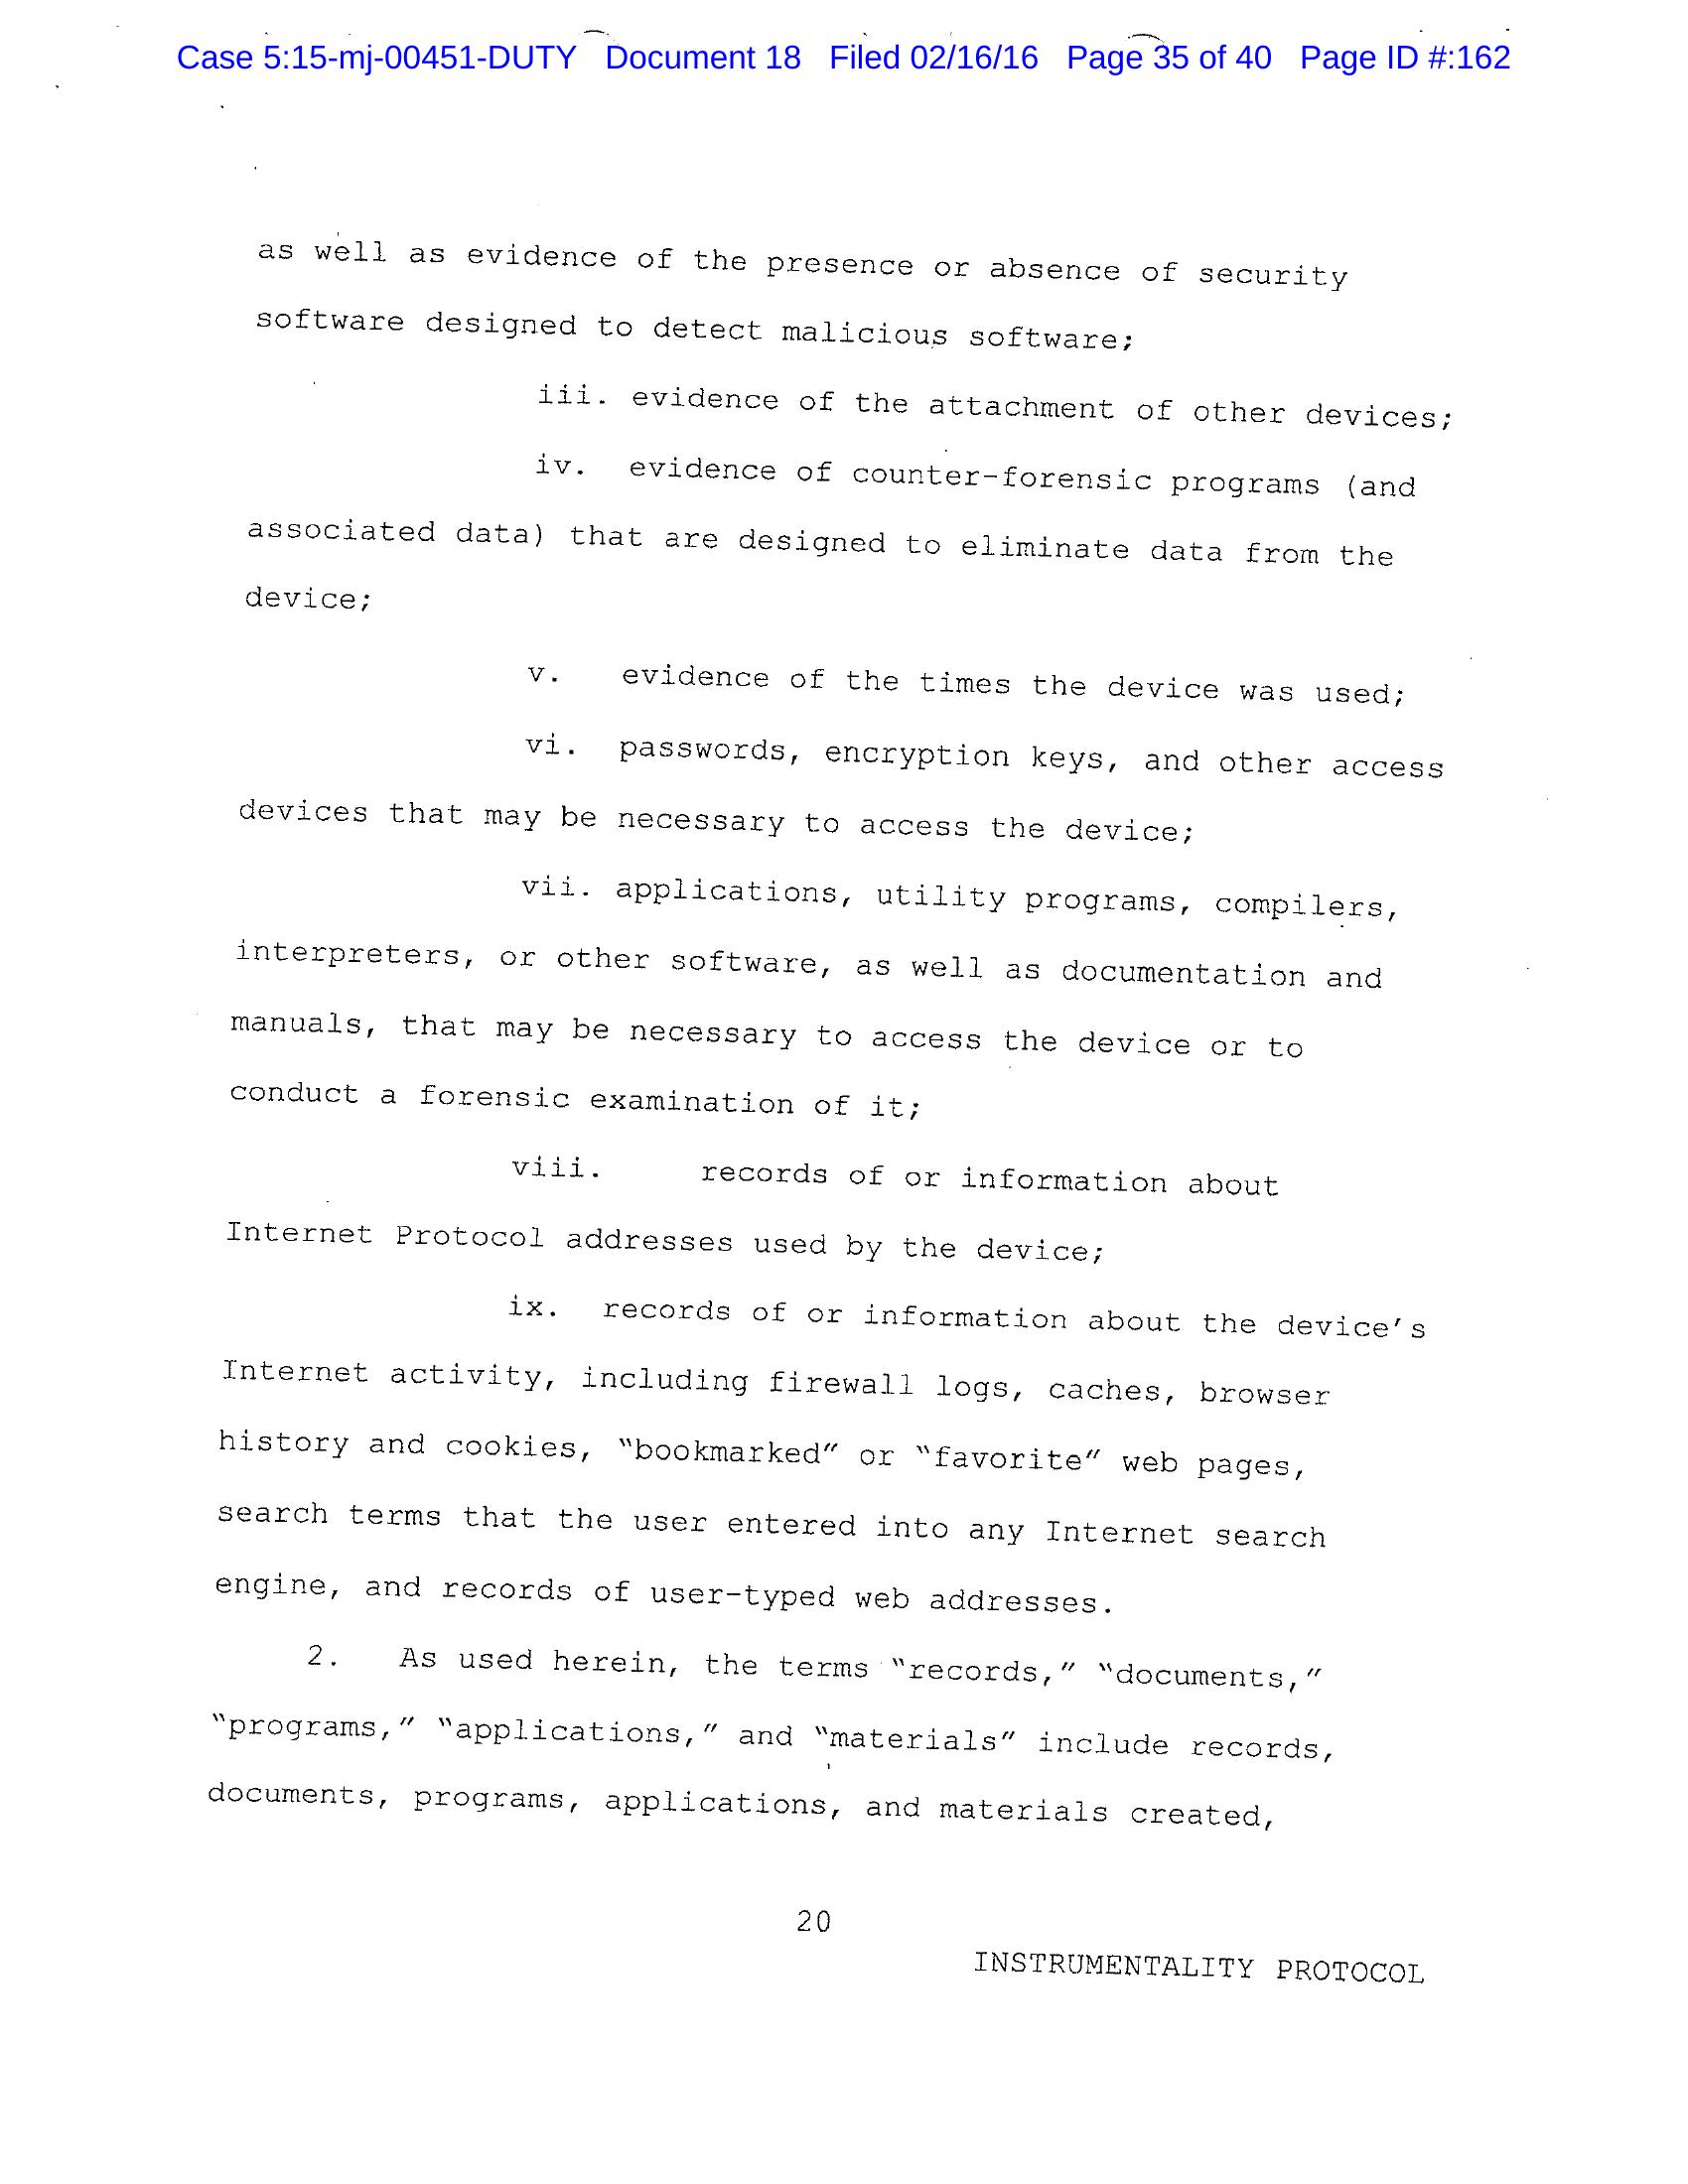 Case 5:15-mj-00451-DUTY Document 18 Filed 02/16/16 Page 35 of 40 Page ID #:162
as well as evidence of the presence or absence of security
software designed to detect malicious software;
iii. evidence of the attachment of other devices;
iv. evidence of counter-forensic programs (and
associated data) that are designed to eliminate data from the
device;
v. evidence of the times the device was used;
vi. passwords, encryption keys, and other access
devices that may be necessary to access the device;
vii. applications, utility programs, compilers,
interpreters, or other software, as well as documentation and
manuals, that may be necessary to access the device or to
conduct a forensic examination of it;
viii. records of or information about
Internet Protocol addresses used by the device;
ix. records of or information about the device's
Internet activity, including firewall logs, caches, browser
history and cookies, "bookmarked" or "favorite" web pages,
search terms that the user entered into any Internet search
engine, and records of user-typed web addresses.
2. As used herein, the terms "records," "documents,"
"programs," "applications," and "materials" include records,
documents, programs, applications, and materials created,
20
INSTRUMENTALITY PROTOCOL